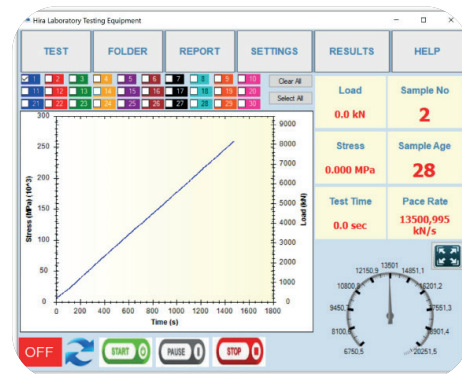 Hira Laboratory Testing Equipment
TEST FOLDER REPORT SETTINGS RESULTS HELP
1 2 3 4 5 6 7 8 9 10 Clear All
11 12 13 14 15 16 17 18 19 20
21 22 23 24 25 26 27 28 29 30 Select All
Load
0.0 kN
Sample No
2
Stress
0.000 MPa
Sample Age
28
Test Time
0.0 sec
Pace Rate
13500,995
kN/s
Stress (MPa) (10^3)
300
250
200
150
100
50
0
9000
8000
7000
6000
5000
4000
3000
2000
1000
0
Load (kN)
0 200 400 600 800 1000 1200 1400 1600 1800
Time (s)
6750,5
8100,6
9450,7
10800,8
12150,9
13501
14851,1
16201,2
17551,3
18901,4
20251,5
OFF START PAUSE STOP